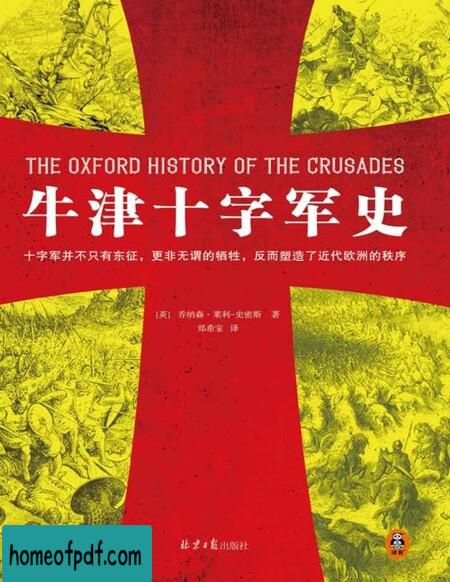 THE OXFORD HISTORY OF THE CRUSADES
牛津十字军史
十字军并不只有东征，更非无谓的牺牲，反而塑造了近代欧洲的秩序
[英] 乔纳森·莱利-史密斯 著
郑希宝 译
北京日报出版社
读客
homeofpdf.com